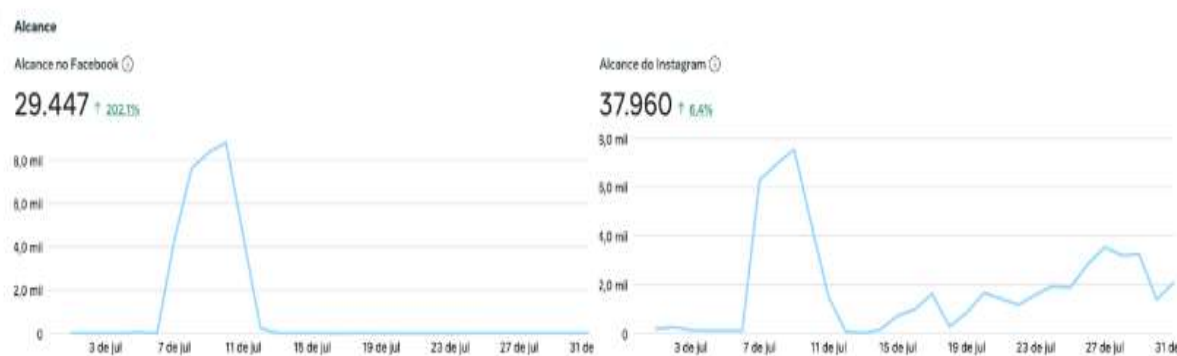 Alcance
Alcance no Facebook
29.447 ↑ 202,1%
8,0 mil
6,0 mil
4,0 mil
2,0 mil
0
3 de jul 7 de jul 11 de jul 15 de jul 19 de jul 23 de jul 27 de jul 31 de
Alcance do Instagram
37.960 ↑ 6,4%
8,0 mil
6,0 mil
4,0 mil
2,0 mil
0
3 de jul 7 de jul 11 de jul 15 de jul 19 de jul 23 de jul 27 de jul 31 de